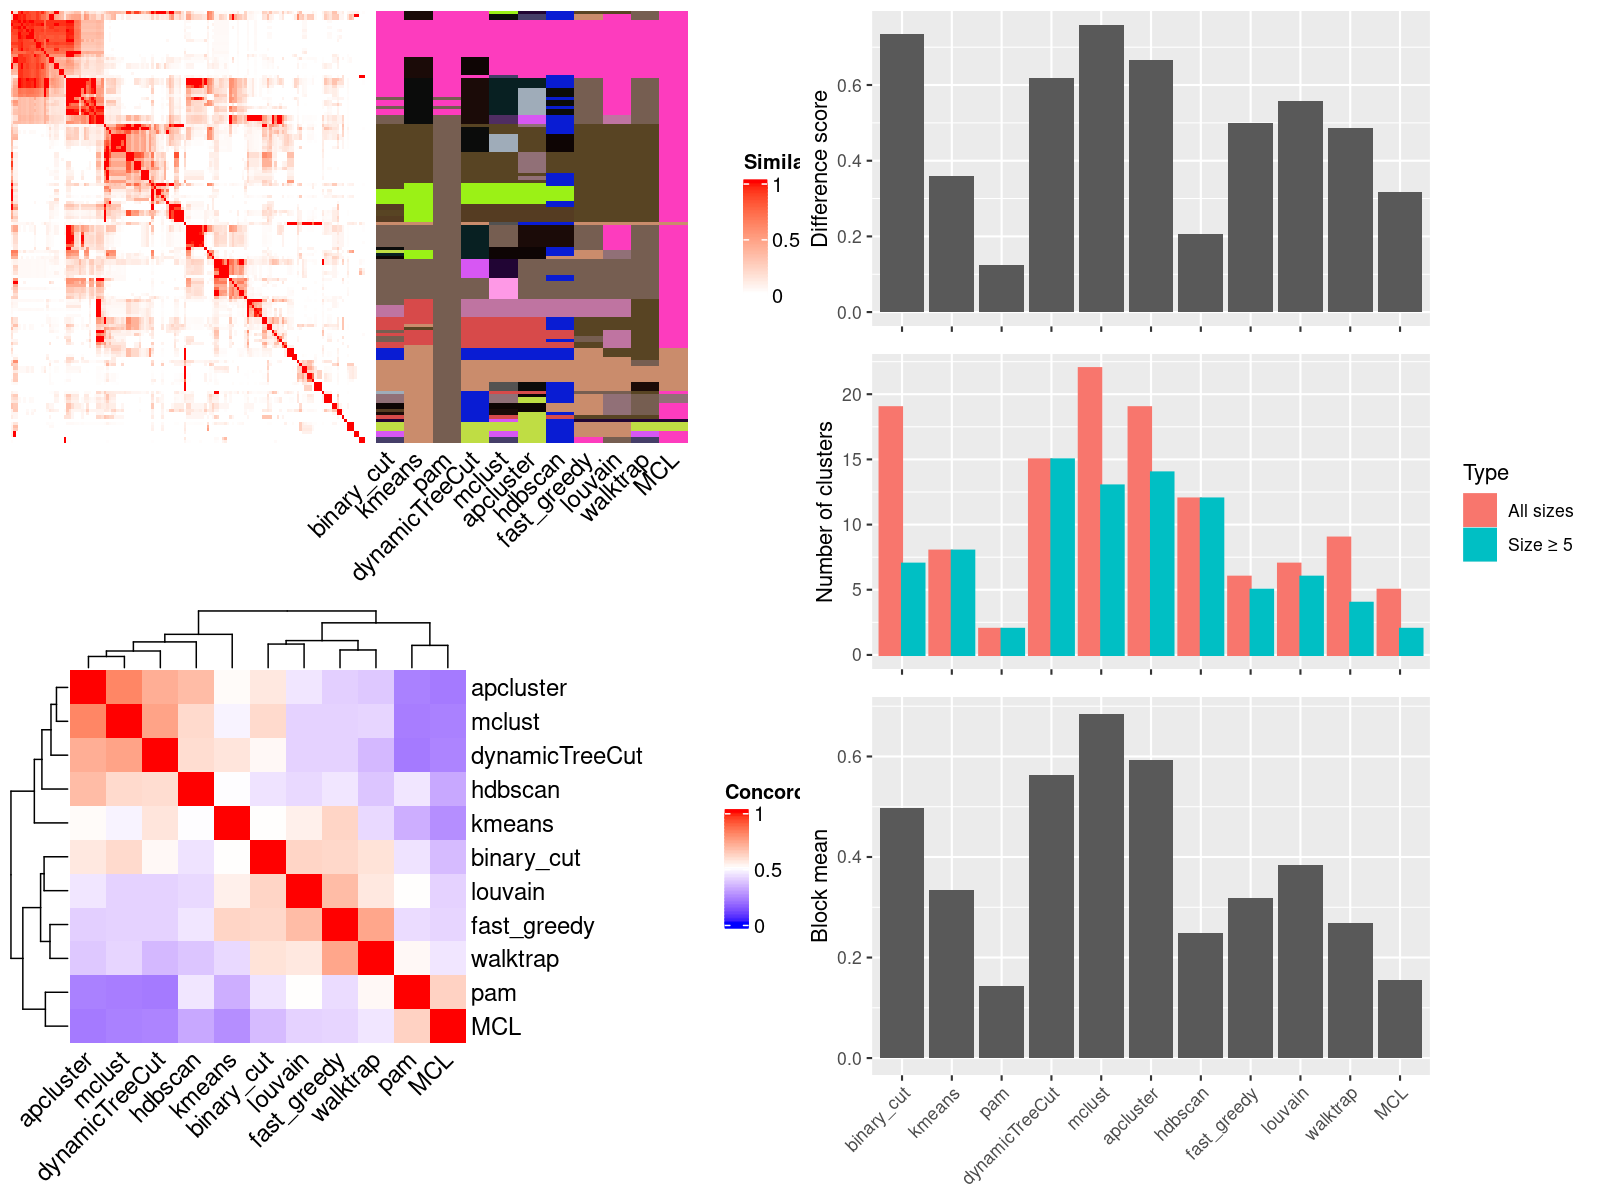 Simila
1
0.5
0
binary_cut
kmeans
pam
dynamicTreeCut
mclust
apcluster
hdbscan
fast_greedy
louvain
walktrap
MCL
apcluster
mclust
dynamicTreeCut
hdbscan
kmeans
binary_cut
louvain
fast_greedy
walktrap
pam
MCL
Concord
1
0.5
0
apcluster
mclust
dynamicTreeCut
hdbscan
kmeans
binary_cut
louvain
fast_greedy
walktrap
pam
MCL
Difference score
0.6
0.4
0.2
0.0
Number of clusters
20
15
10
5
0
Type
All sizes
Size ≥ 5
Block mean
0.6
0.4
0.2
0.0
binary_cut
kmeans
pam
dynamicTreeCut
mclust
apcluster
hdbscan
fast_greedy
louvain
walktrap
MCL